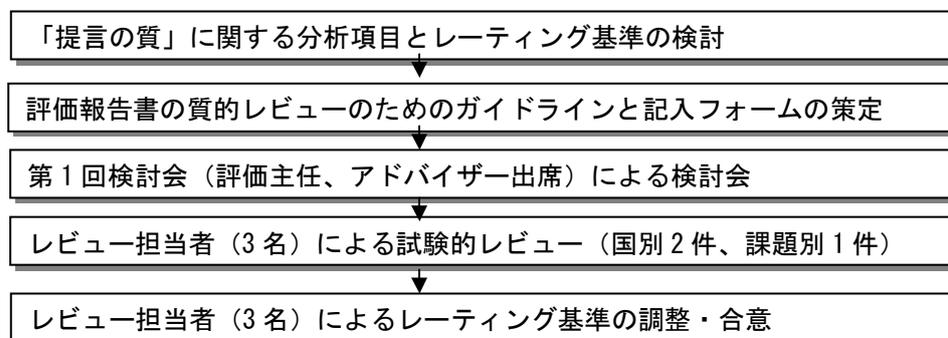 「提言の質」に関する分析項目とレーティング基準の検討
評価報告書の質的レビューのためのガイドラインと記入フォームの策定
第1回検討会（評価主任、アドバイザー出席）による検討会
レビュー担当者（3名）による試験的レビュー（国別2件、課題別1件）
レビュー担当者（3名）によるレーティング基準の調整・合意